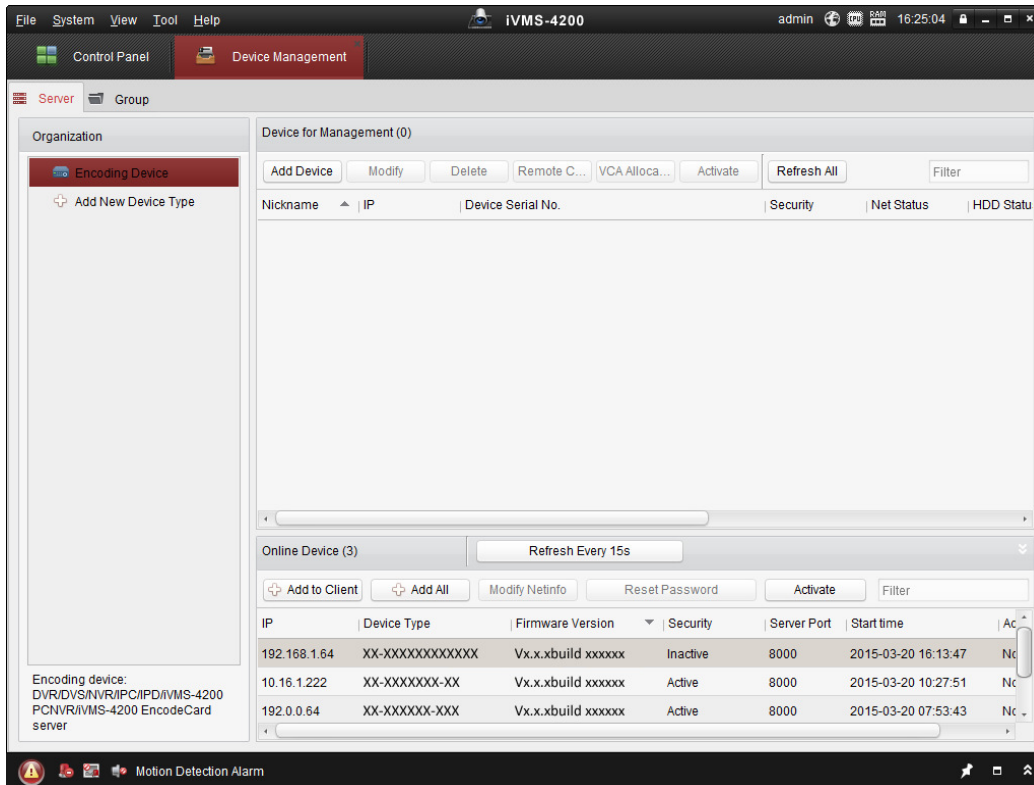 File System View Tool Help iVMS-4200 admin CPU RAM 16:25:04
Control Panel Device Management
Server Group
Organization
Encoding Device
Add New Device Type
Encoding device:
DVR/DVS/NVR/IPC/IPD/iVMS-4200
PCNVR/iVMS-4200 EncodeCard
server
Device for Management (0)
Add Device Modify Delete Remote C... VCA Alloca... Activate Refresh All Filter
Nickname IP Device Serial No. Security Net Status HDD Statu
Online Device (3) Refresh Every 15s
Add to Client Add All Modify Netinfo Reset Password Activate Filter
IP Device Type Firmware Version Security Server Port Start time Ac
192.168.1.64 XX-XXXXXXXXXXXX Vx.x.xbuild xxxxxx Inactive 8000 2015-03-20 16:13:47 No
10.16.1.222 XX-XXXXXXX-XX Vx.x.xbuild xxxxxx Active 8000 2015-03-20 10:27:51 No
192.0.0.64 XX-XXXXXX-XXX Vx.x.xbuild xxxxxx Active 8000 2015-03-20 07:53:43 No
Motion Detection Alarm